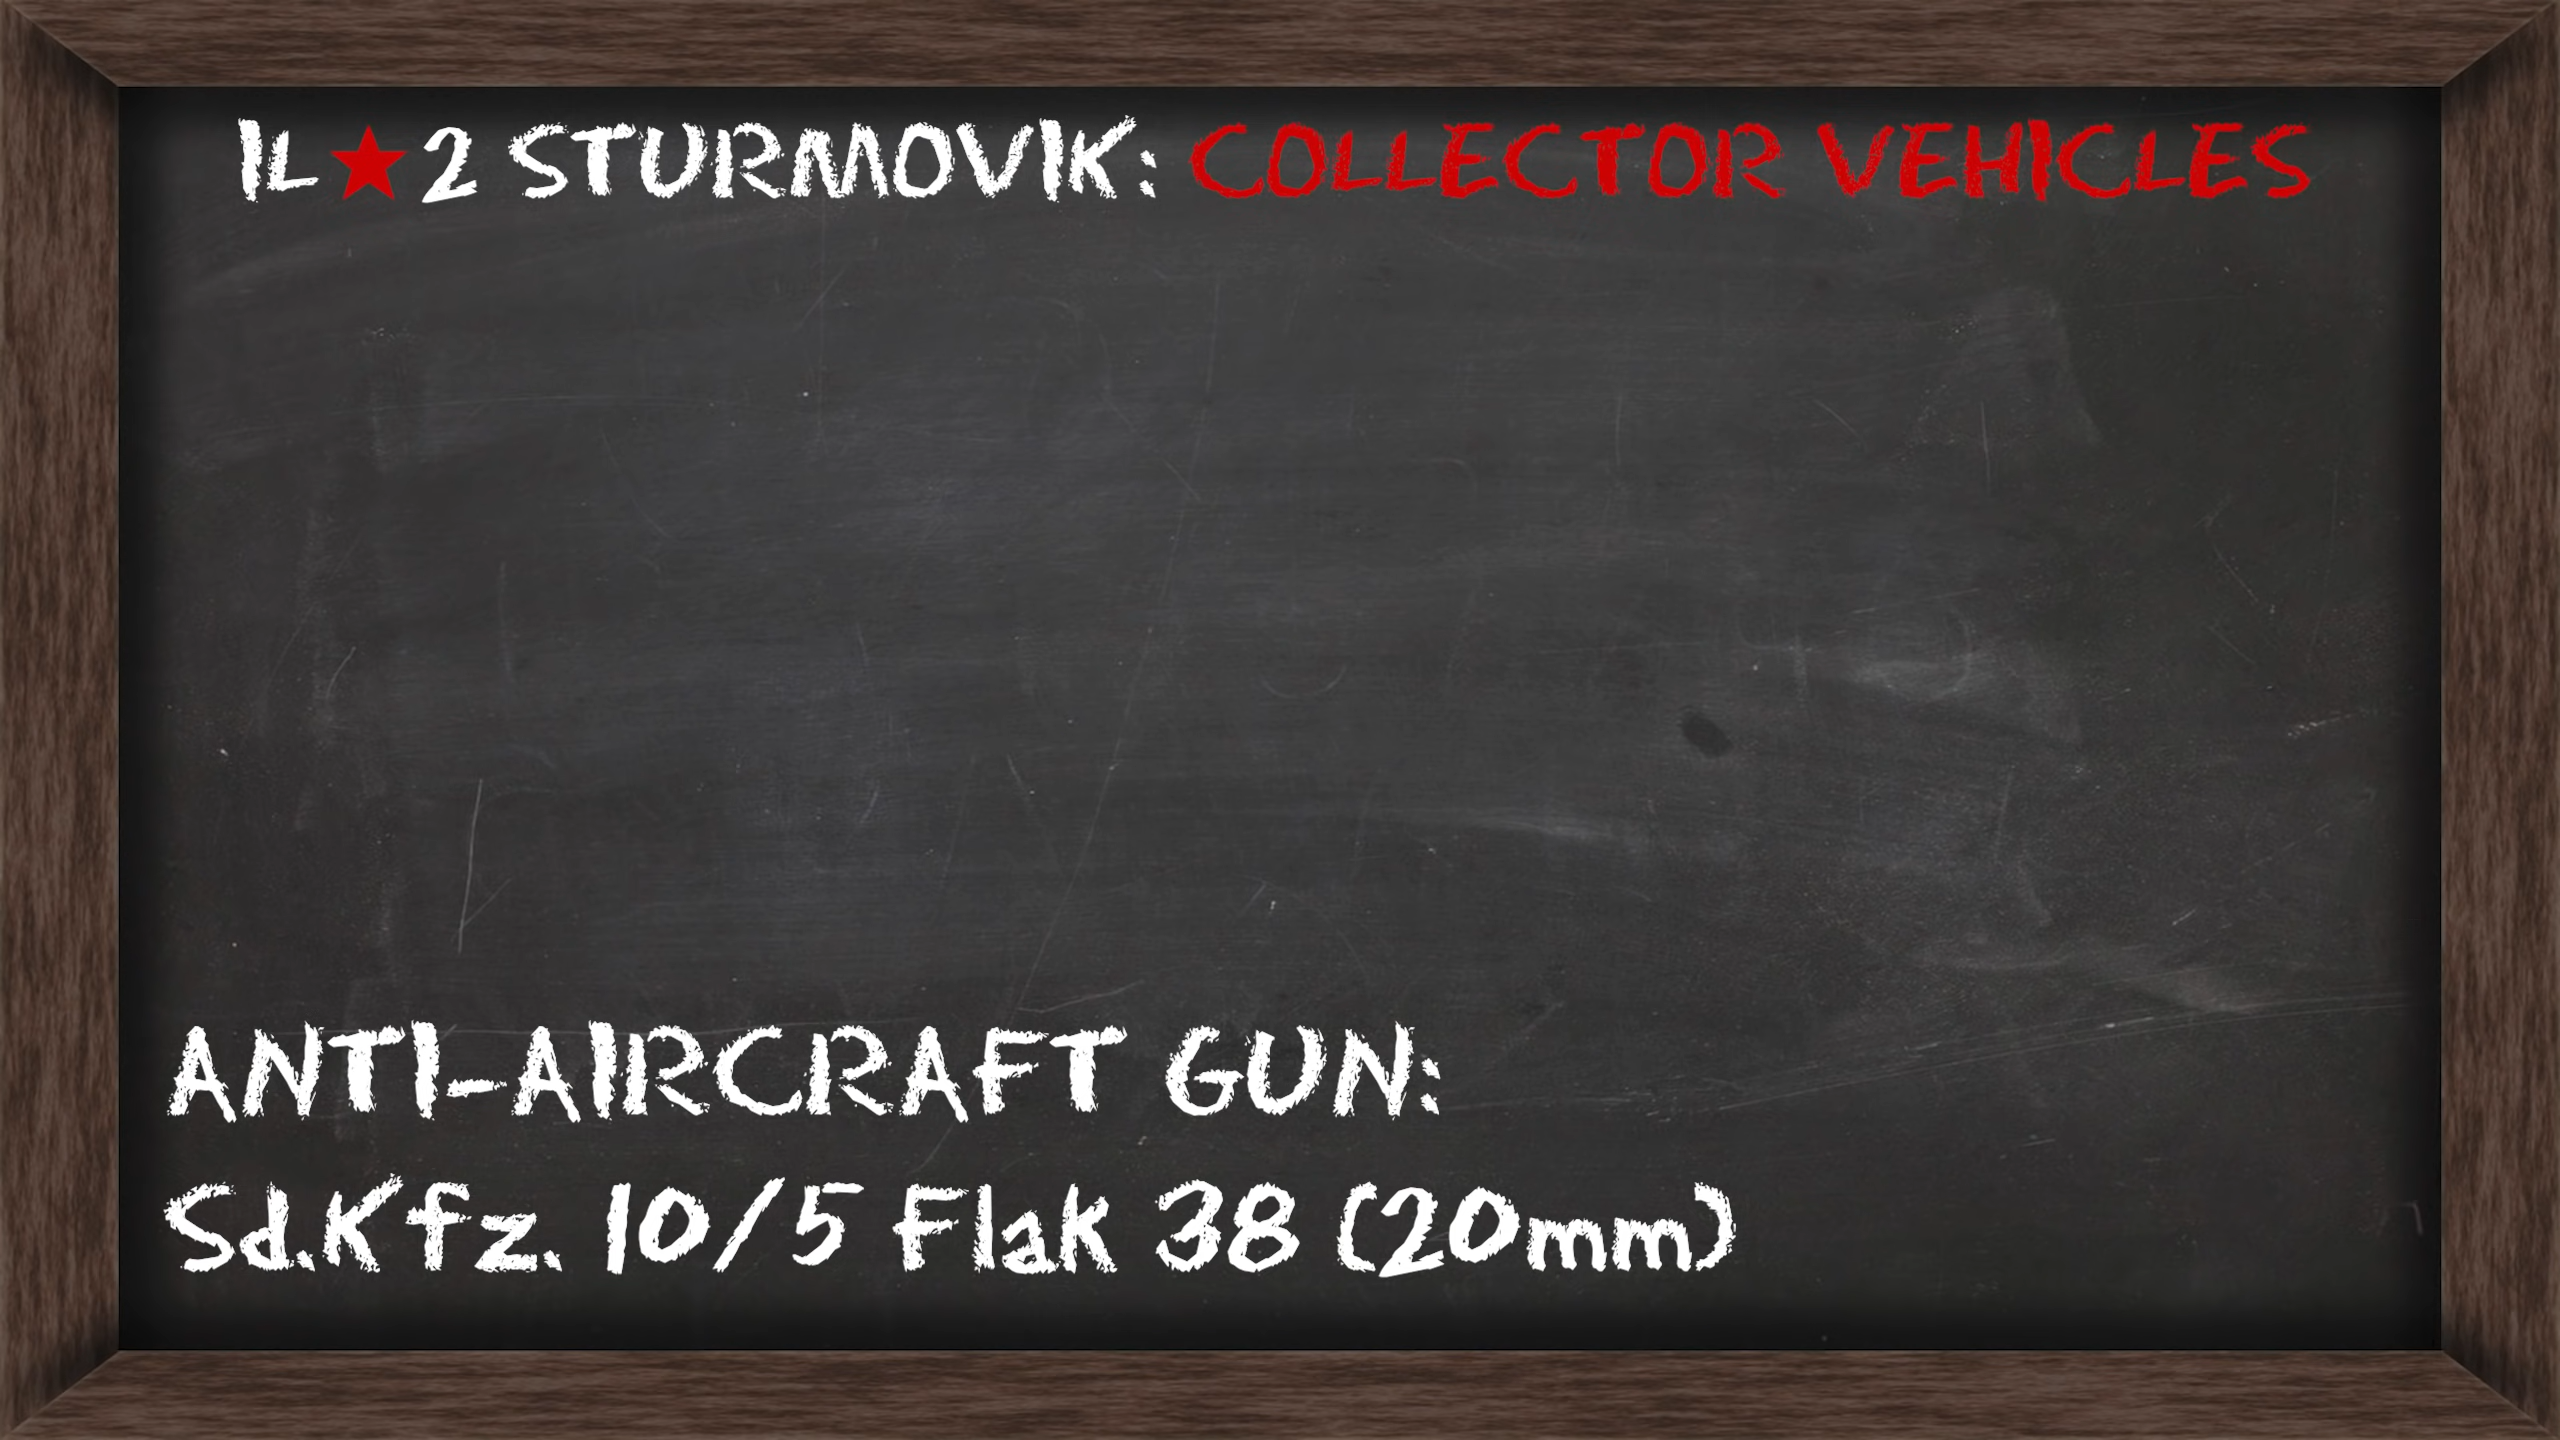 IL★2 STURMOVIK: COLLECTOR VEHICLES
ANTI-AIRCRAFT GUN:
Sd.Kfz. 10/5 Flak 38 (20mm)